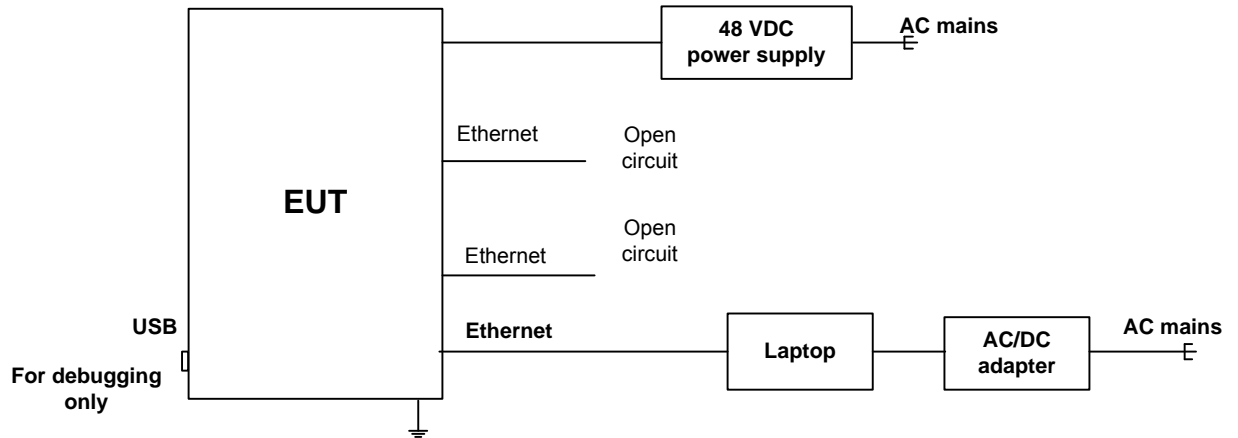 48 VDC
power supply
AC mains
Ethernet
Open
circuit
EUT
Open
circuit
Ethernet
USB
Ethernet
For debugging
only
Laptop
AC/DC
adapter
AC mains